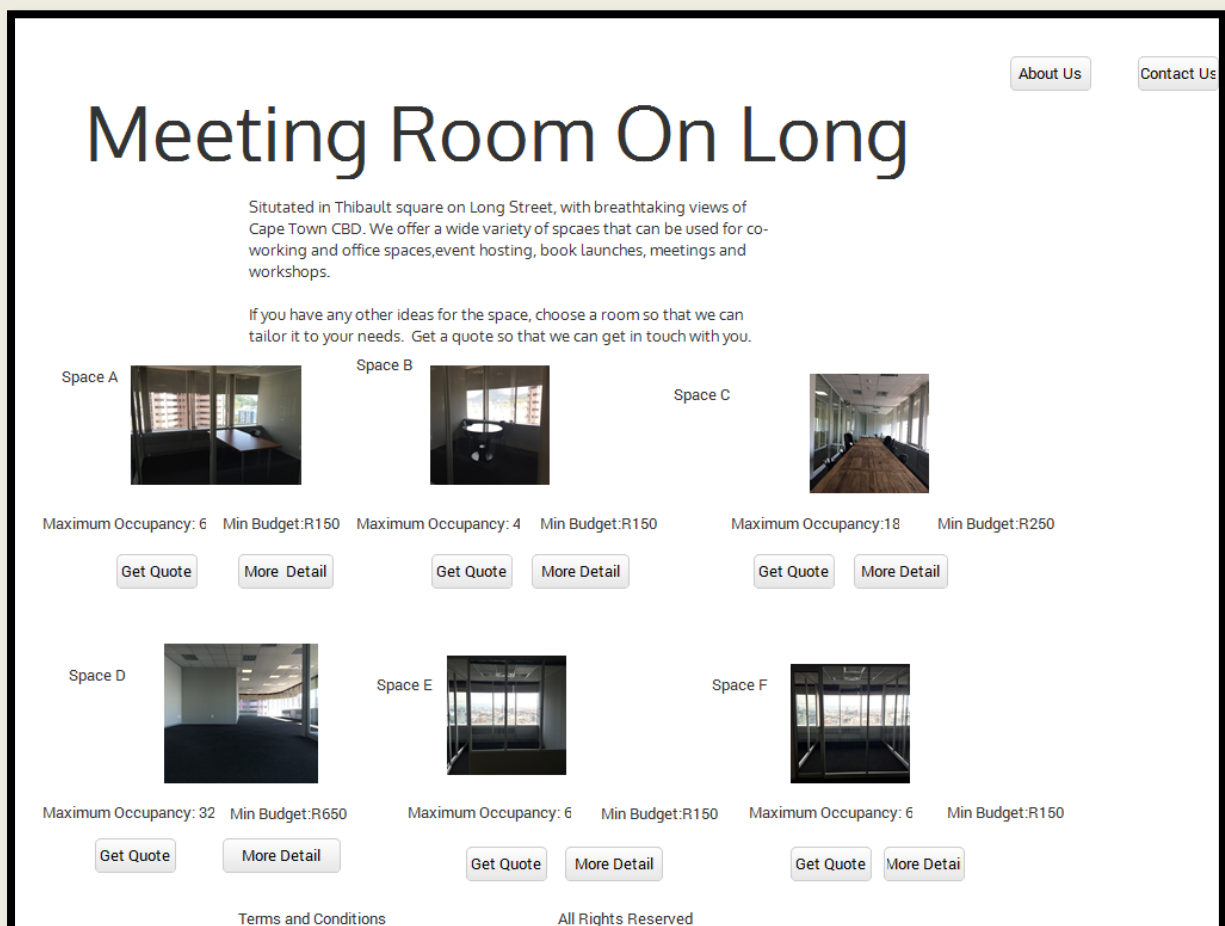 About Us
Contact Us
Meeting Room On Long
Situtated in Thibault square on Long Street, with breathtaking views of
Cape Town CBD. We offer a wide variety of spcaes that can be used for co-
working and office spaces,event hosting, book launches, meetings and
workshops.
If you have any other ideas for the space, choose a room so that we can
tailor it to your needs.  Get a quote so that we can get in touch with you.
Space A
Space B
Space C
Maximum Occupancy: 6
Min Budget:R150
Maximum Occupancy: 4
Min Budget:R150
Maximum Occupancy:18
Min Budget:R250
Get Quote
More  Detail
Get Quote
More Detail
Get Quote
More Detail
Space D
Space E
Space F
Maximum Occupancy: 32
Min Budget:R650
Maximum Occupancy: 6
Min Budget:R150
Maximum Occupancy: 6
Min Budget:R150
Get Quote
More Detail
Get Quote
More Detail
Get Quote
More Detai
Terms and Conditions
All Rights Reserved